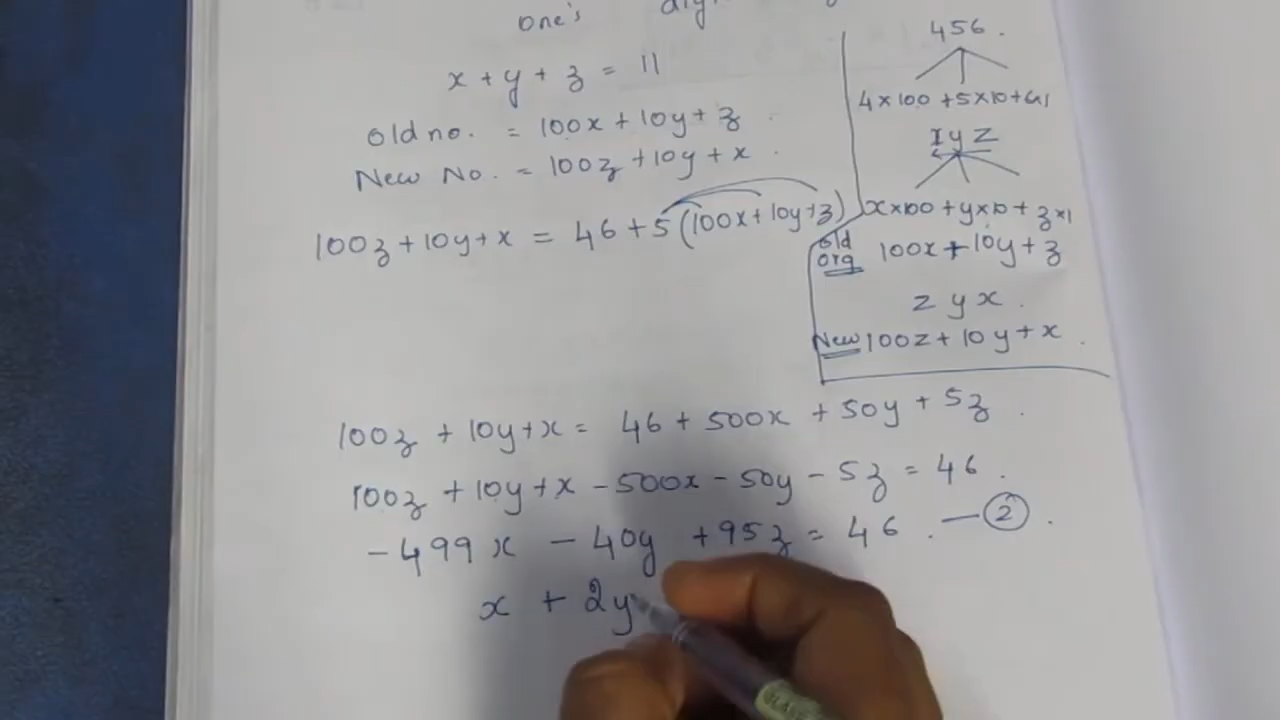 one's
x + y + z = 11
old no. = 100x + 10y + z
New No. = 100z + 10y + x .
100z + 10y + x = 46 + 5 (100x + 10y + z)
456 .
4 x 100 + 5 x 10 +
x y z
x x 100 + y x 10 + z x 1
old
org 100x + 10y + z
z y x .
New 100z + 10y + x .
100z + 10y + x = 46 + 500x + 50y + 5z .
100z + 10y + x - 500x - 50y - 5z = 46 .
- 499x - 40y + 95z = 46 . — 2 .
x + 2y